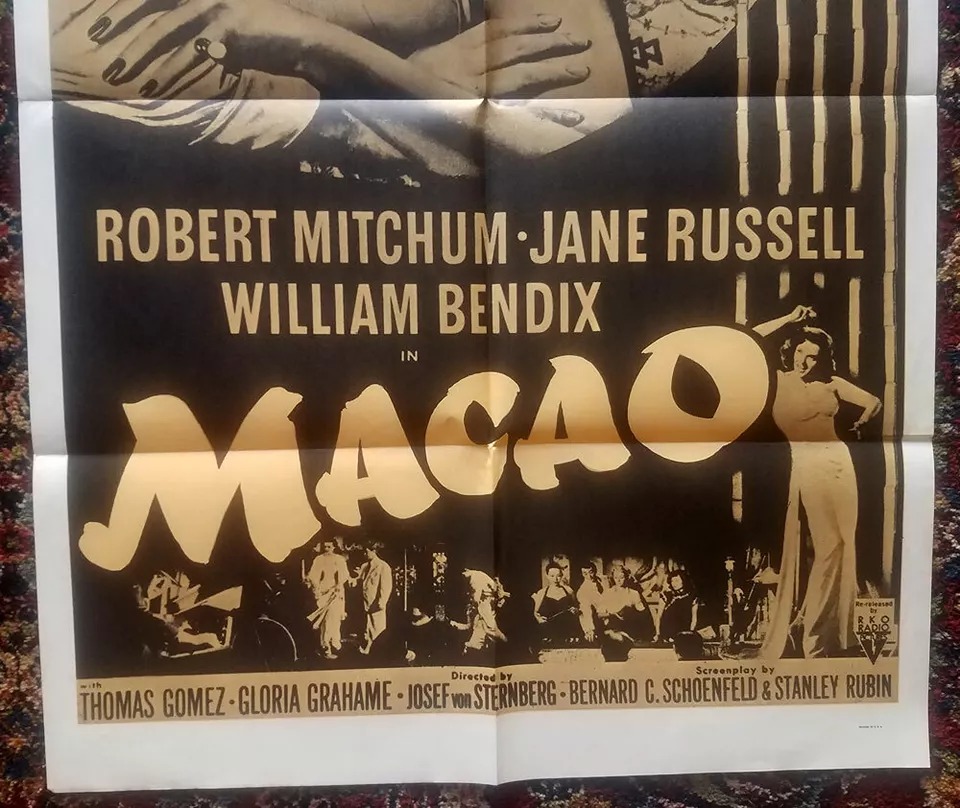 ROBERT MITCHUM · JANE RUSSELL
WILLIAM BENDIX
IN
MACAO
with
THOMAS GOMEZ · GLORIA GRAHAME ·
Directed by
JOSEF von STERNBERG ·
Screenplay by
BERNARD C. SCHOENFELD & STANLEY RUBIN
Re-released
by
RKO
RADIO